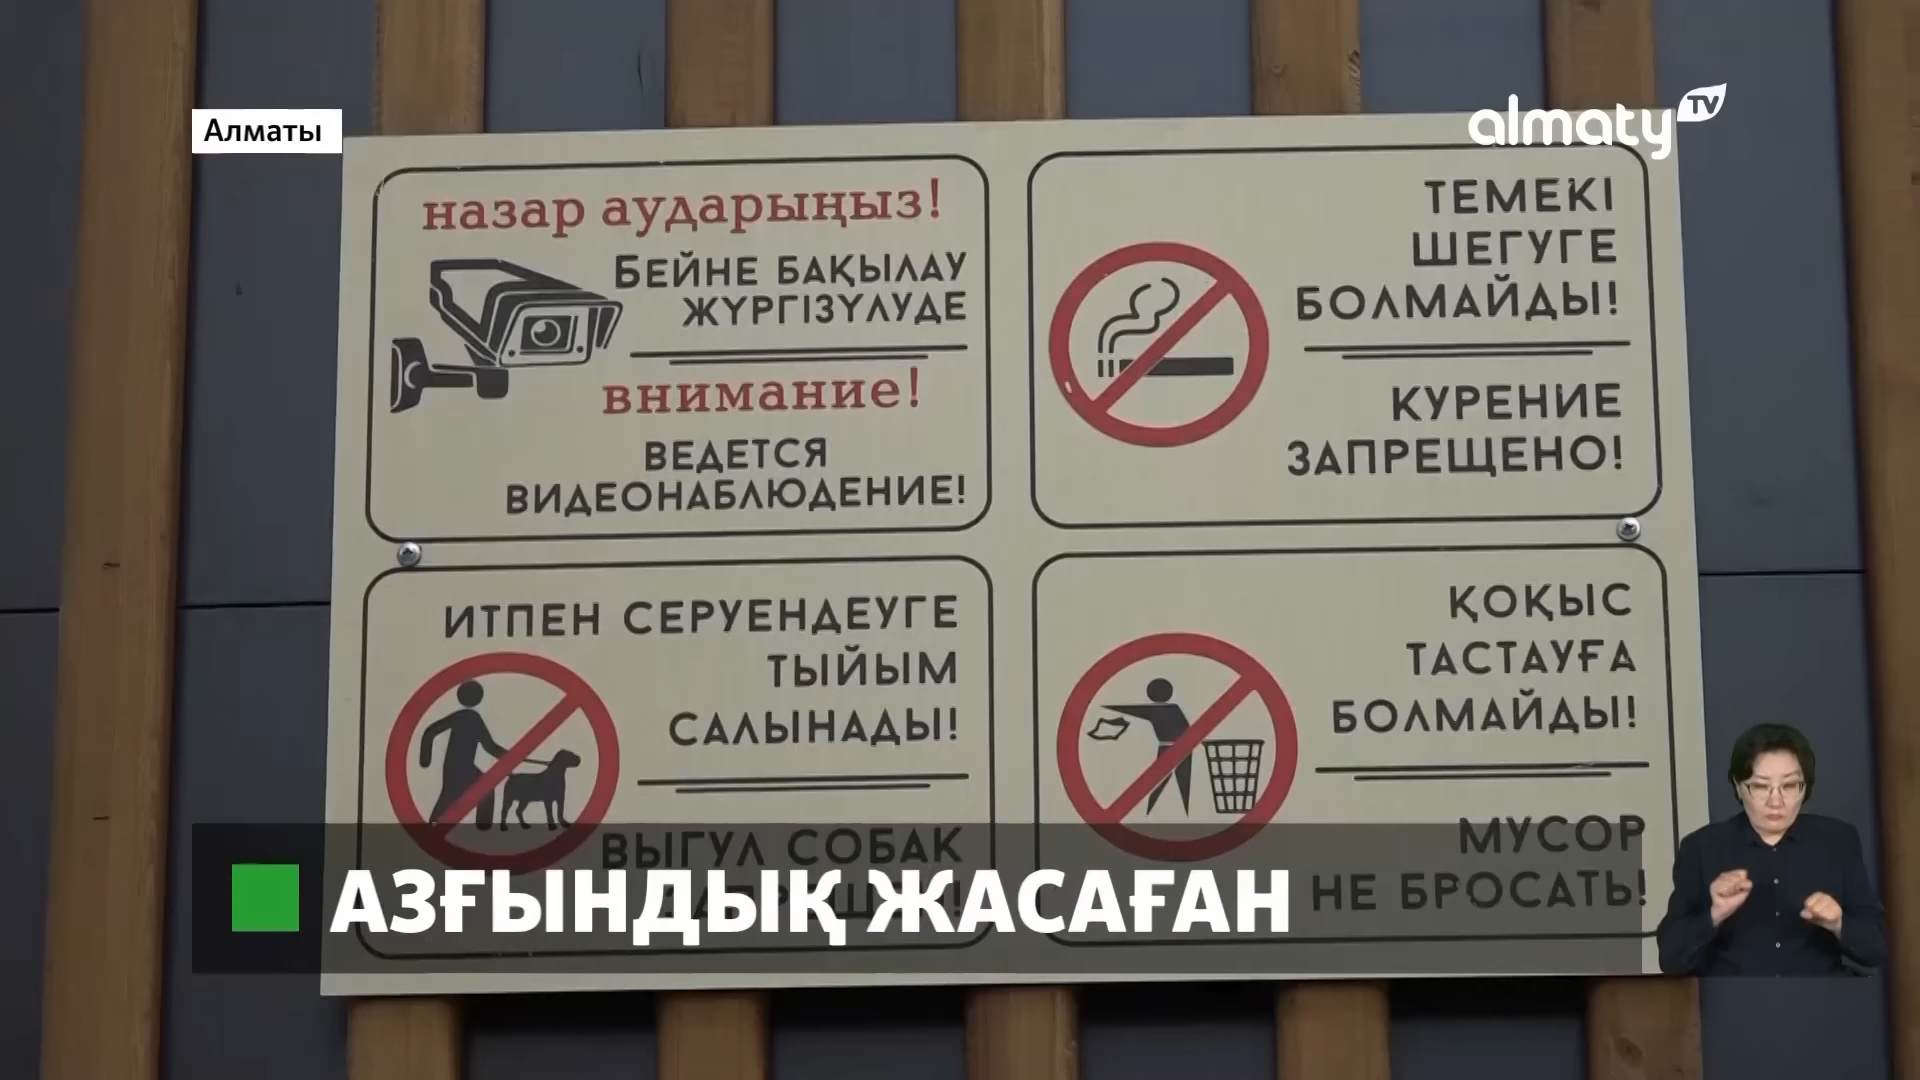 Алматы
almaty TV
назар аударыңыз!
БЕЙНЕ БАҚЫЛАУ
ЖҮРГІЗҮЛУДЕ
внимание!
ВЕДЕТСЯ
ВИДЕОНАБЛЮДЕНИЕ!
ТЕМЕКІ
ШЕГУГЕ
БОЛМАЙДЫ!
КУРЕНИЕ
ЗАПРЕЩЕНО!
ИТПЕН СЕРУЕНДЕУГЕ
ТЫЙЫМ
САЛЫНАДЫ!
ВЫГУЛ СОБАК
ҚОҚЫС
ТАСТАУҒА
БОЛМАЙДЫ!
МУСОР
НЕ БРОСАТЬ!
АЗҒЫНДЫҚ ЖАСАҒАН